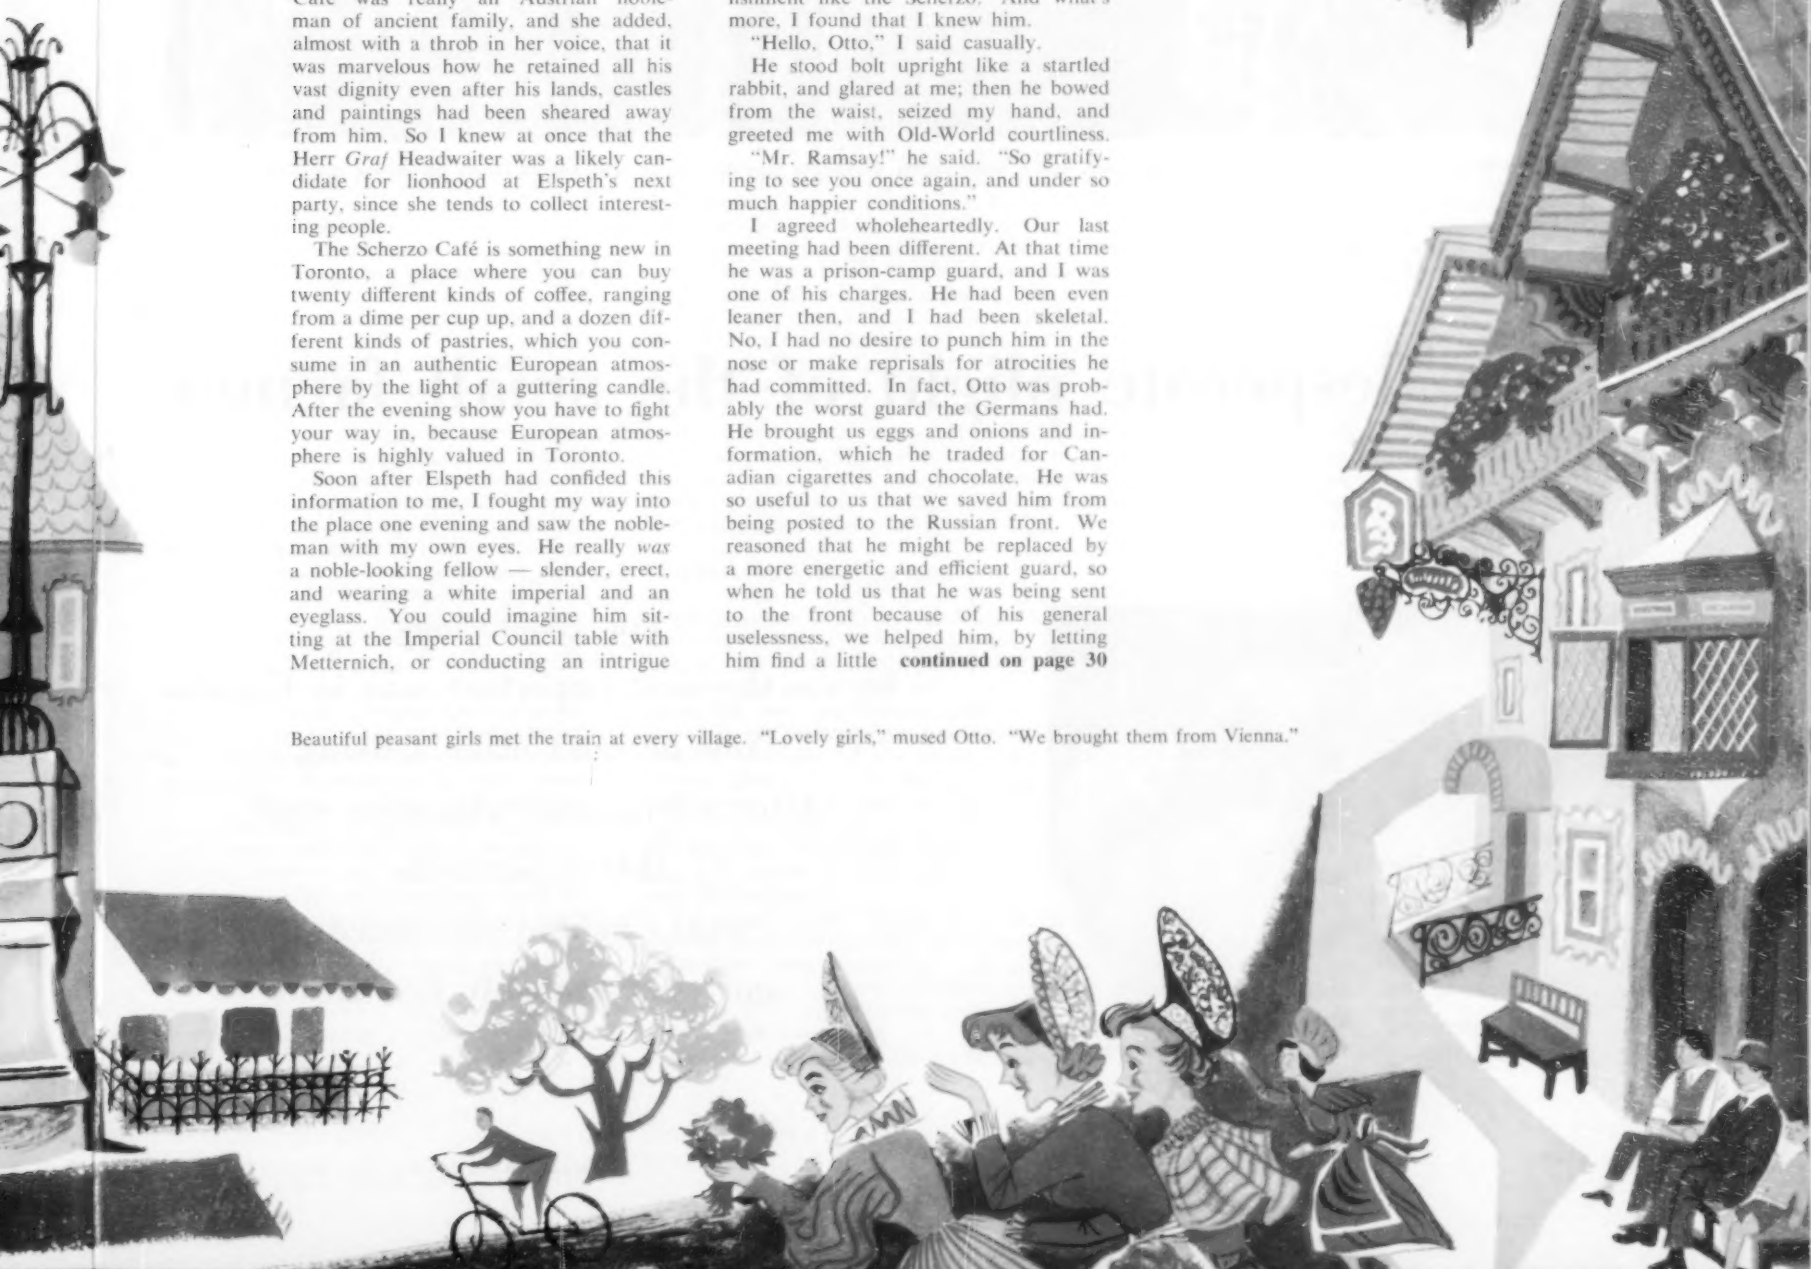 man of ancient family, and she added,
almost with a throb in her voice, that it
was marvelous how he retained all his
vast dignity even after his lands, castles
and paintings had been sheared away
from him. So I knew at once that the
Herr Graf Headwaiter was a likely can-
didate for lionhood at Elspeth's next
party, since she tends to collect interest-
ing people.
The Scherzo Café is something new in
Toronto, a place where you can buy
twenty different kinds of coffee, ranging
from a dime per cup up, and a dozen dif-
ferent kinds of pastries, which you con-
sume in an authentic European atmos-
phere by the light of a guttering candle.
After the evening show you have to fight
your way in, because European atmos-
phere is highly valued in Toronto.
Soon after Elspeth had confided this
information to me, I fought my way into
the place one evening and saw the noble-
man with my own eyes. He really was
a noble-looking fellow — slender, erect,
and wearing a white imperial and an
eyeglass. You could imagine him sit-
ting at the Imperial Council table with
Metternich, or conducting an intrigue
more, I found that I knew him.
"Hello, Otto," I said casually.
He stood bolt upright like a startled
rabbit, and glared at me; then he bowed
from the waist, seized my hand, and
greeted me with Old-World courtliness.
"Mr. Ramsay!" he said. "So gratify-
ing to see you once again, and under so
much happier conditions."
I agreed wholeheartedly. Our last
meeting had been different. At that time
he was a prison-camp guard, and I was
one of his charges. He had been even
leaner then, and I had been skeletal.
No, I had no desire to punch him in the
nose or make reprisals for atrocities he
had committed. In fact, Otto was prob-
ably the worst guard the Germans had.
He brought us eggs and onions and in-
formation, which he traded for Can-
adian cigarettes and chocolate. He was
so useful to us that we saved him from
being posted to the Russian front. We
reasoned that he might be replaced by
a more energetic and efficient guard, so
when he told us that he was being sent
to the front because of his general
uselessness, we helped him, by letting
him find a little continued on page 30
Beautiful peasant girls met the train at every village. "Lovely girls," mused Otto. "We brought them from Vienna."